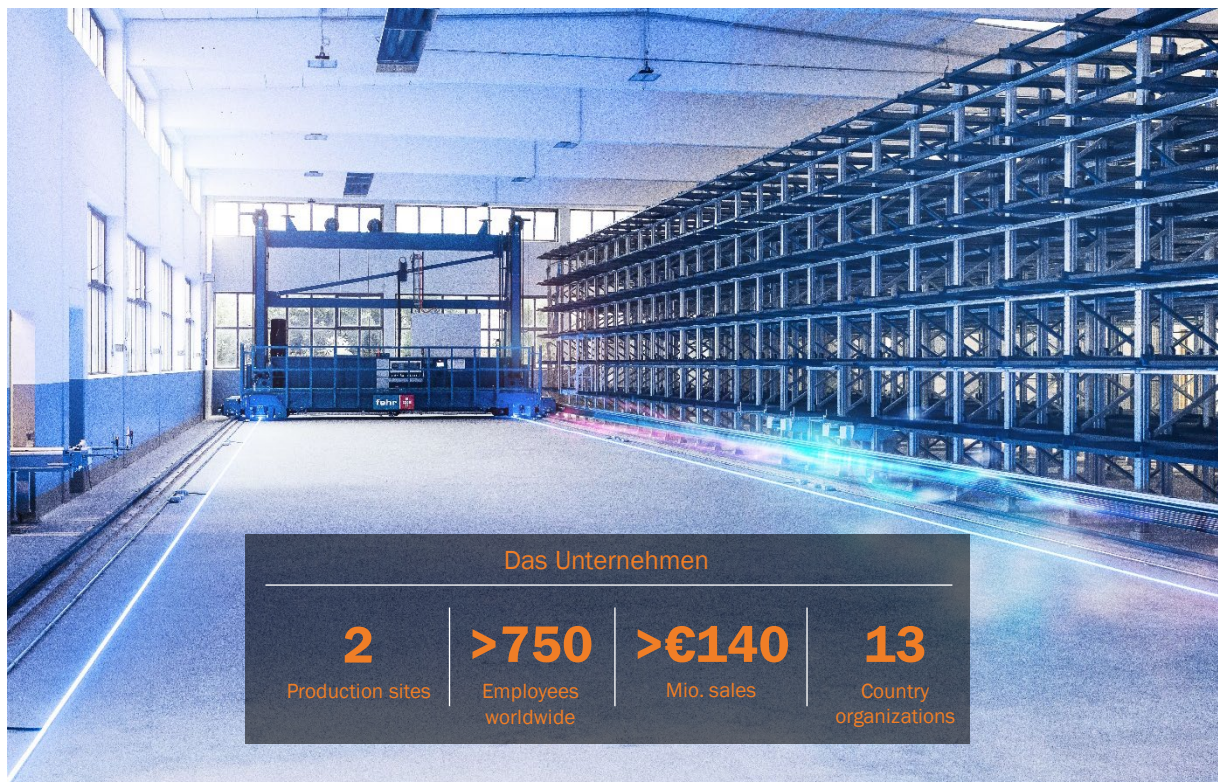 fehr
Das Unternehmen
2
Production sites
>750
Employees
worldwide
>€140
Mio. sales
13
Country
organizations